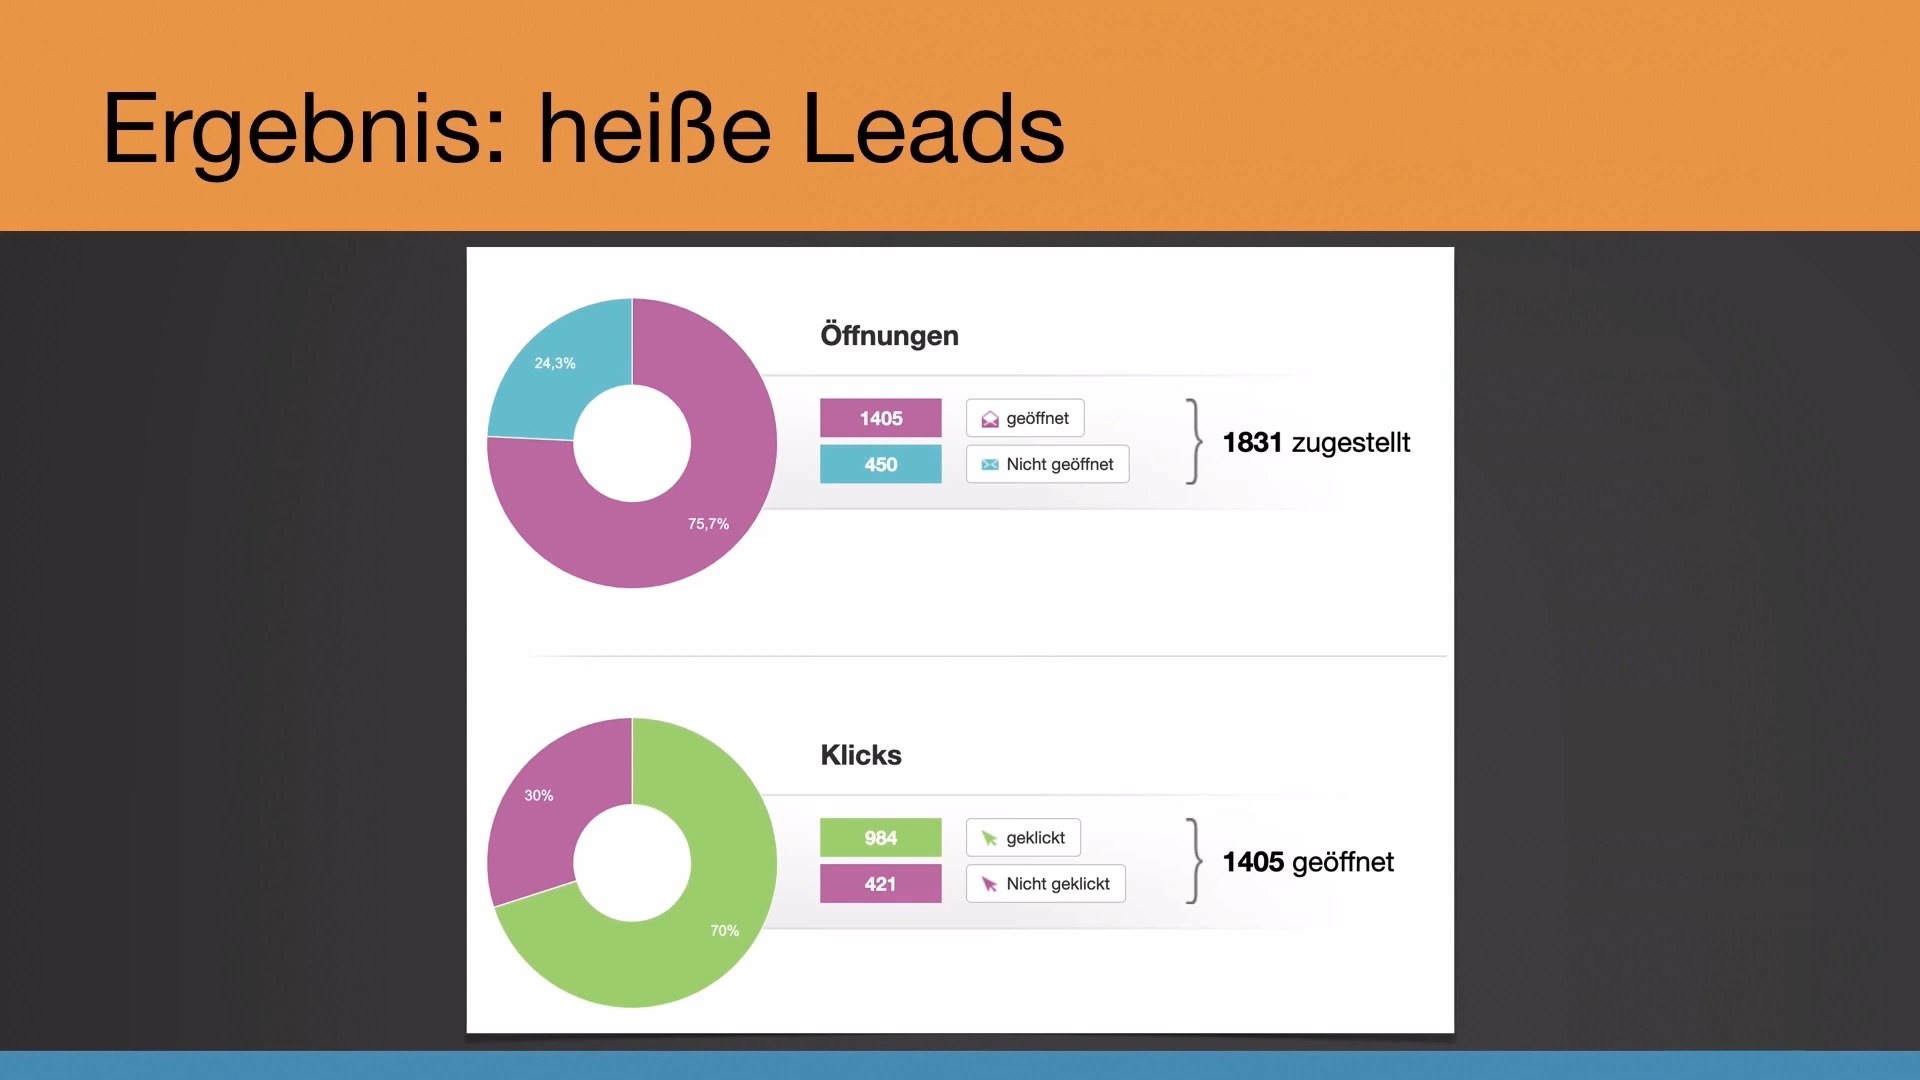 Ergebnis: heiße Leads
24,3%
75,7%
Öffnungen
1405 geöffnet
450 Nicht geöffnet
} 1831 zugestellt
30%
70%
Klicks
984 geklickt
421 Nicht geklickt
} 1405 geöffnet